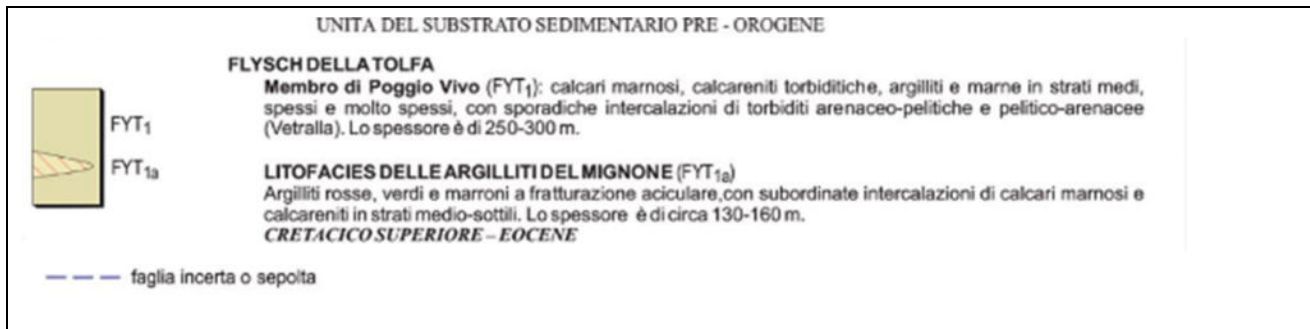 UNITA DEL SUBSTRATO SEDIMENTARIO PRE - OROGENE
FLYSCH DELLA TOLFA
Membro di Poggio Vivo (FYT1): calcari marnosi, calcareniti torbiditiche, argilliti e marne in strati medi,
spessi e molto spessi, con sporadiche intercalazioni di torbiditi arenaceo-pelitiche e pelitico-arenacee
(Vetralla). Lo spessore è di 250-300 m.
FYT1
FYT1a
LITOFACIES DELLE ARGILLITI DEL MIGNONE (FYT1a)
Argilliti rosse, verdi e marroni a fratturazione aciculare,con subordinate intercalazioni di calcari marnosi e
calcareniti in strati medio-sottili. Lo spessore è di circa 130-160 m.
CRETACICO SUPERIORE – EOCENE
faglia incerta o sepolta